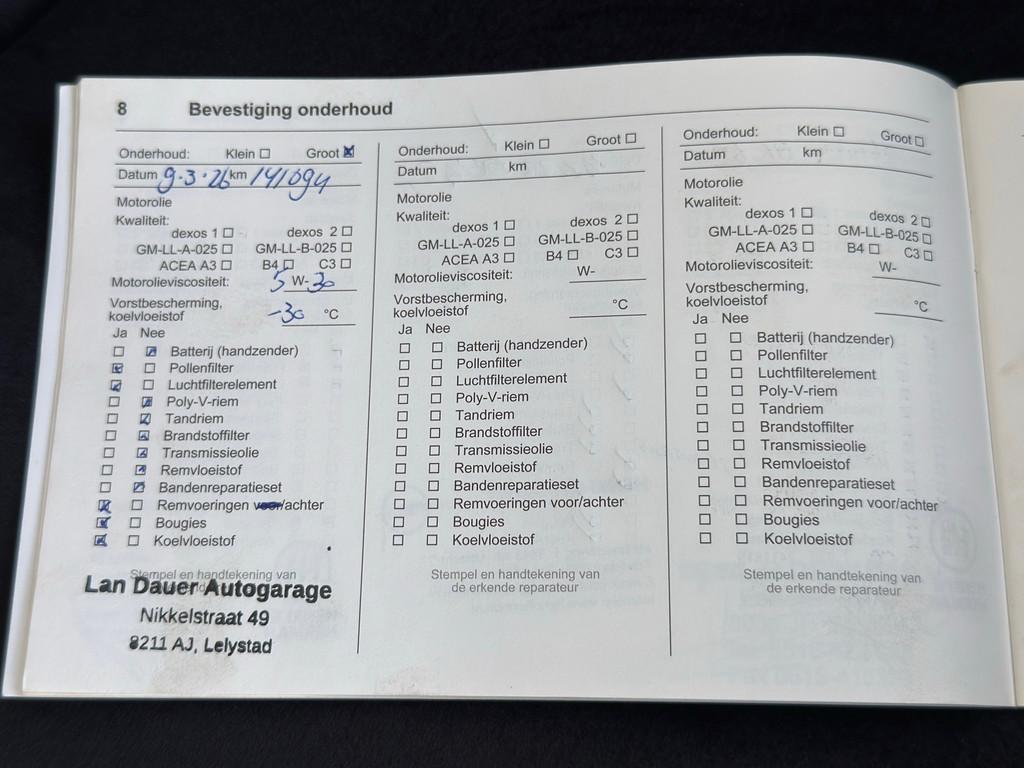 8 Bevestiging onderhoud
Onderhoud: Klein ☐ Groot ☒
Datum 9-3-26 km 141094
Motorolie
Kwaliteit:
dexos 1 ☐ dexos 2 ☐
GM-LL-A-025 ☐ GM-LL-B-025 ☐
ACEA A3 ☐ B4 ☐ C3 ☐
Motorolieviscositeit: 5 W-30
Vorstbescherming,
koelvloeistof -30 °C
Ja Nee
☐ ☒ Batterij (handzender)
☒ ☐ Pollenfilter
☒ ☐ Luchtfilterelement
☐ ☒ Poly-V-riem
☐ ☒ Tandriem
☐ ☒ Brandstoffilter
☐ ☒ Transmissieolie
☐ ☒ Remvloeistof
☐ ☒ Bandenreparatieset
☒ ☐ Remvoeringen voor/achter
☒ ☐ Bougies
☒ ☐ Koelvloeistof
Stempel en handtekening van
Lan Dauer Autogarage
Nikkelstraat 49
8211 AJ, Lelystad
Onderhoud: Klein ☐ Groot ☐
Datum km
Motorolie
Kwaliteit:
dexos 1 ☐ dexos 2 ☐
GM-LL-A-025 ☐ GM-LL-B-025 ☐
ACEA A3 ☐ B4 ☐ C3 ☐
Motorolieviscositeit: W-
Vorstbescherming,
koelvloeistof °C
Ja Nee
☐ ☐ Batterij (handzender)
☐ ☐ Pollenfilter
☐ ☐ Luchtfilterelement
☐ ☐ Poly-V-riem
☐ ☐ Tandriem
☐ ☐ Brandstoffilter
☐ ☐ Transmissieolie
☐ ☐ Remvloeistof
☐ ☐ Bandenreparatieset
☐ ☐ Remvoeringen voor/achter
☐ ☐ Bougies
☐ ☐ Koelvloeistof
Stempel en handtekening van
de erkende reparateur
Onderhoud: Klein ☐ Groot ☐
Datum km
Motorolie
Kwaliteit:
dexos 1 ☐ dexos 2 ☐
GM-LL-A-025 ☐ GM-LL-B-025 ☐
ACEA A3 ☐ B4 ☐ C3 ☐
Motorolieviscositeit: W-
Vorstbescherming,
koelvloeistof °C
Ja Nee
☐ ☐ Batterij (handzender)
☐ ☐ Pollenfilter
☐ ☐ Luchtfilterelement
☐ ☐ Poly-V-riem
☐ ☐ Tandriem
☐ ☐ Brandstoffilter
☐ ☐ Transmissieolie
☐ ☐ Remvloeistof
☐ ☐ Bandenreparatieset
☐ ☐ Remvoeringen voor/achter
☐ ☐ Bougies
☐ ☐ Koelvloeistof
Stempel en handtekening van
de erkende reparateur